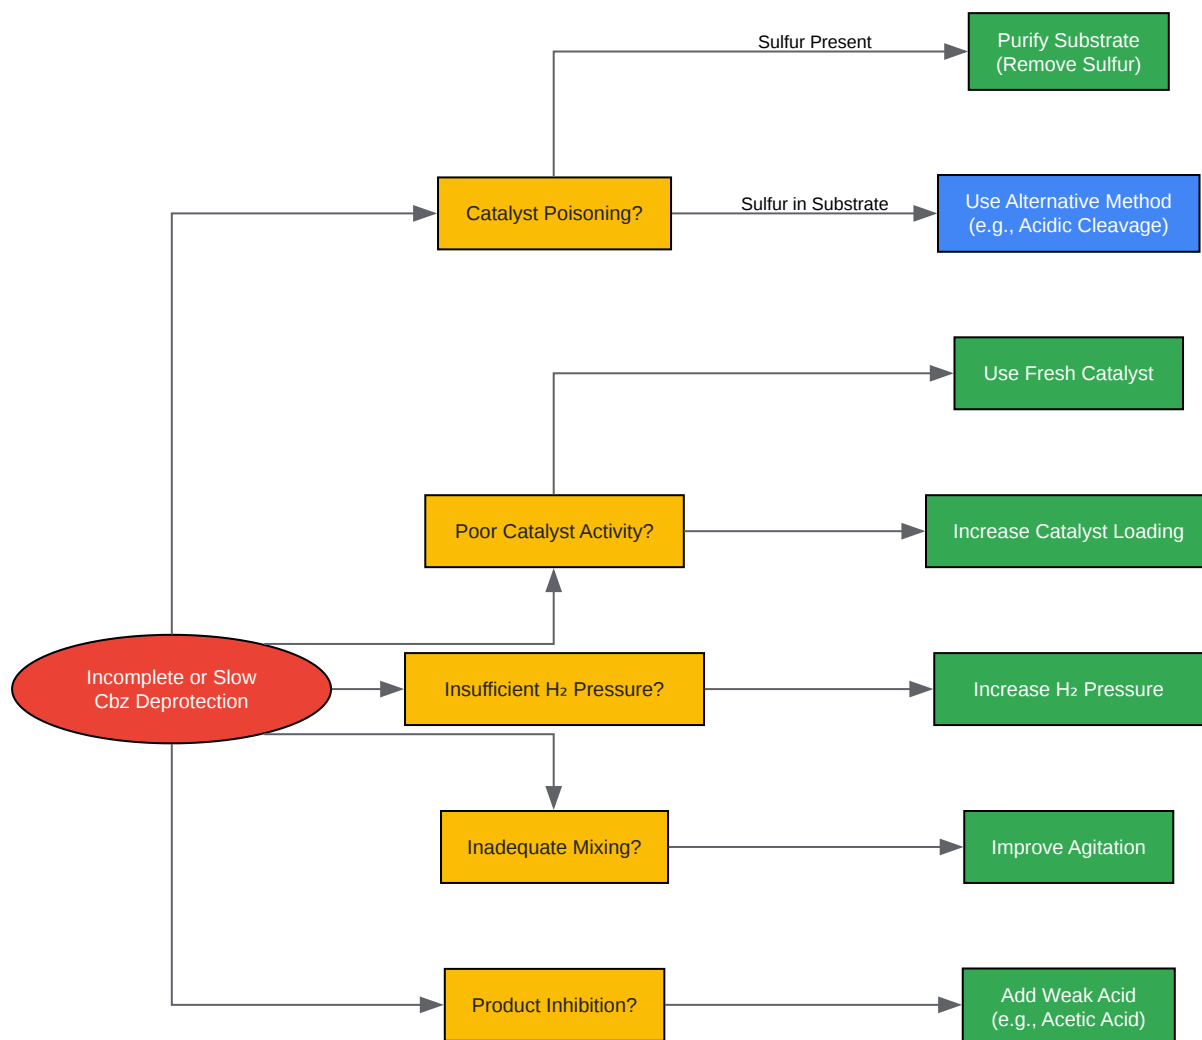 Sulfur Present
Purify Substrate
(Remove Sulfur)
Catalyst Poisoning?
Sulfur in Substrate
Use Alternative Method
(e.g., Acidic Cleavage)
Use Fresh Catalyst
Poor Catalyst Activity?
Increase Catalyst Loading
Incomplete or Slow
Cbz Deprotection
Insufficient H₂ Pressure?
Increase H₂ Pressure
Inadequate Mixing?
Improve Agitation
Product Inhibition?
Add Weak Acid
(e.g., Acetic Acid)